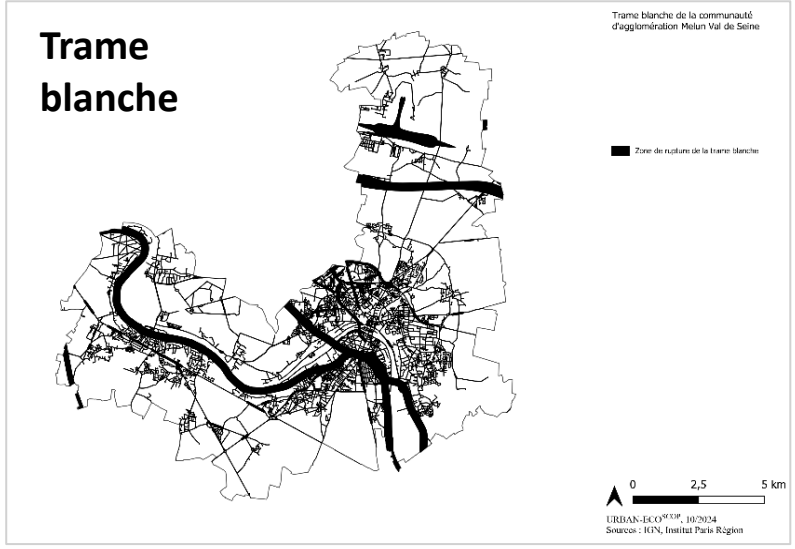 Trame
blanche
Trame blanche de la communauté
d'agglomération Melun Val de Seine
Zone de rupture de la trame blanche
0 2,5 5 km
URBAN-ECO SCOP, 10/2024
Sources : IGN, Institut Paris Région